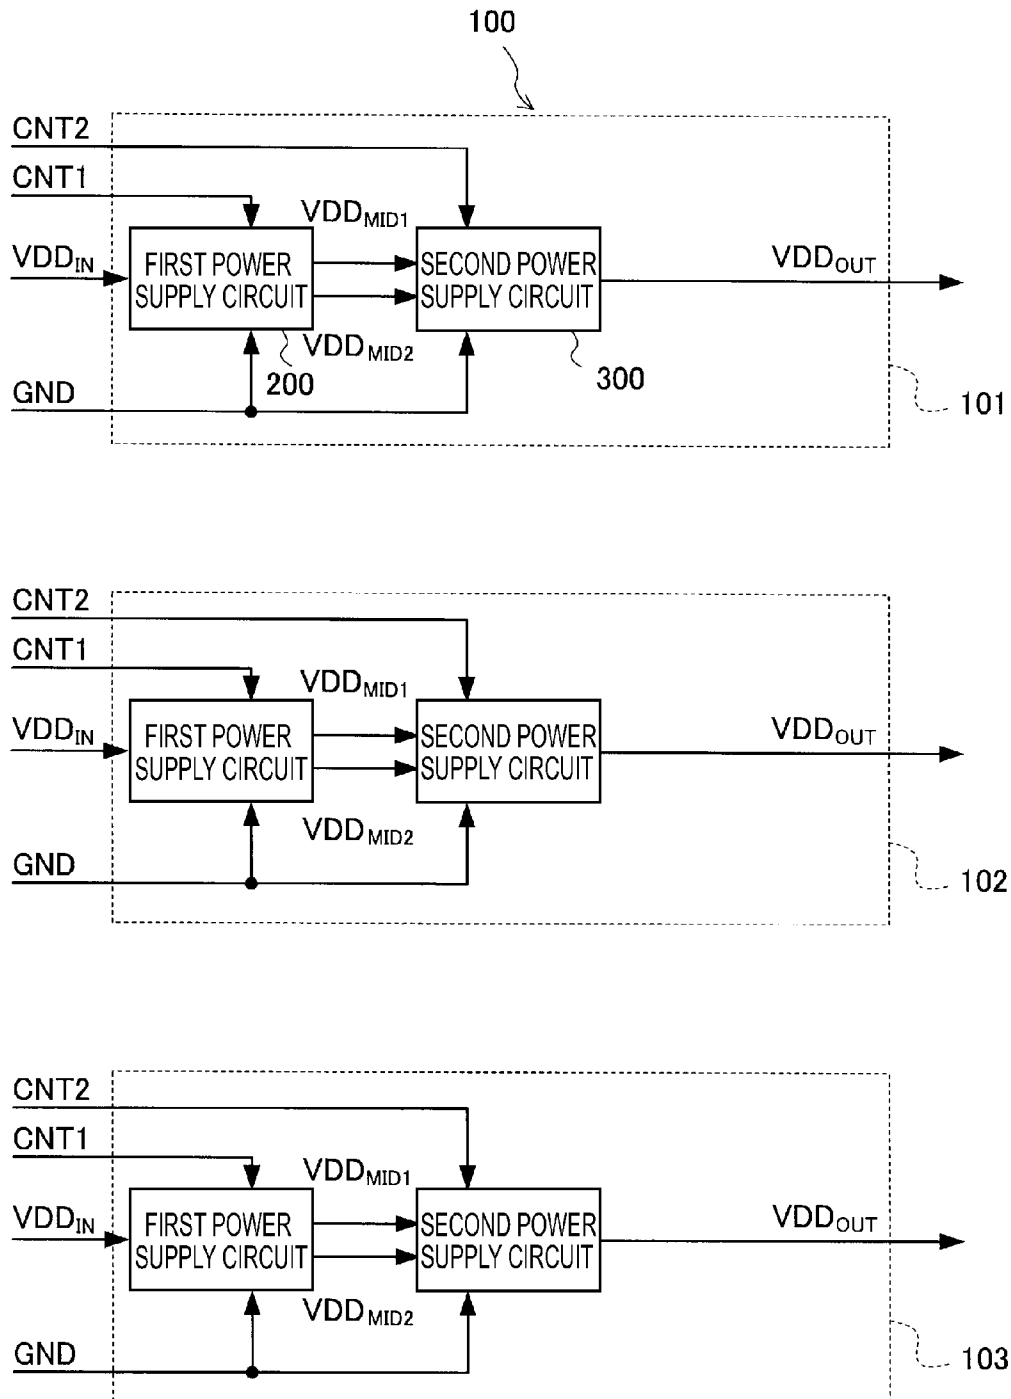 100
CNT2
CNT1
VDD_MID1
VDD_IN
FIRST POWER
SUPPLY CIRCUIT
SECOND POWER
SUPPLY CIRCUIT
VDD_OUT
VDD_MID2
200
300
GND
101
CNT2
CNT1
VDD_MID1
VDD_IN
FIRST POWER
SUPPLY CIRCUIT
SECOND POWER
SUPPLY CIRCUIT
VDD_OUT
VDD_MID2
GND
102
CNT2
CNT1
VDD_MID1
VDD_IN
FIRST POWER
SUPPLY CIRCUIT
SECOND POWER
SUPPLY CIRCUIT
VDD_OUT
VDD_MID2
GND
103